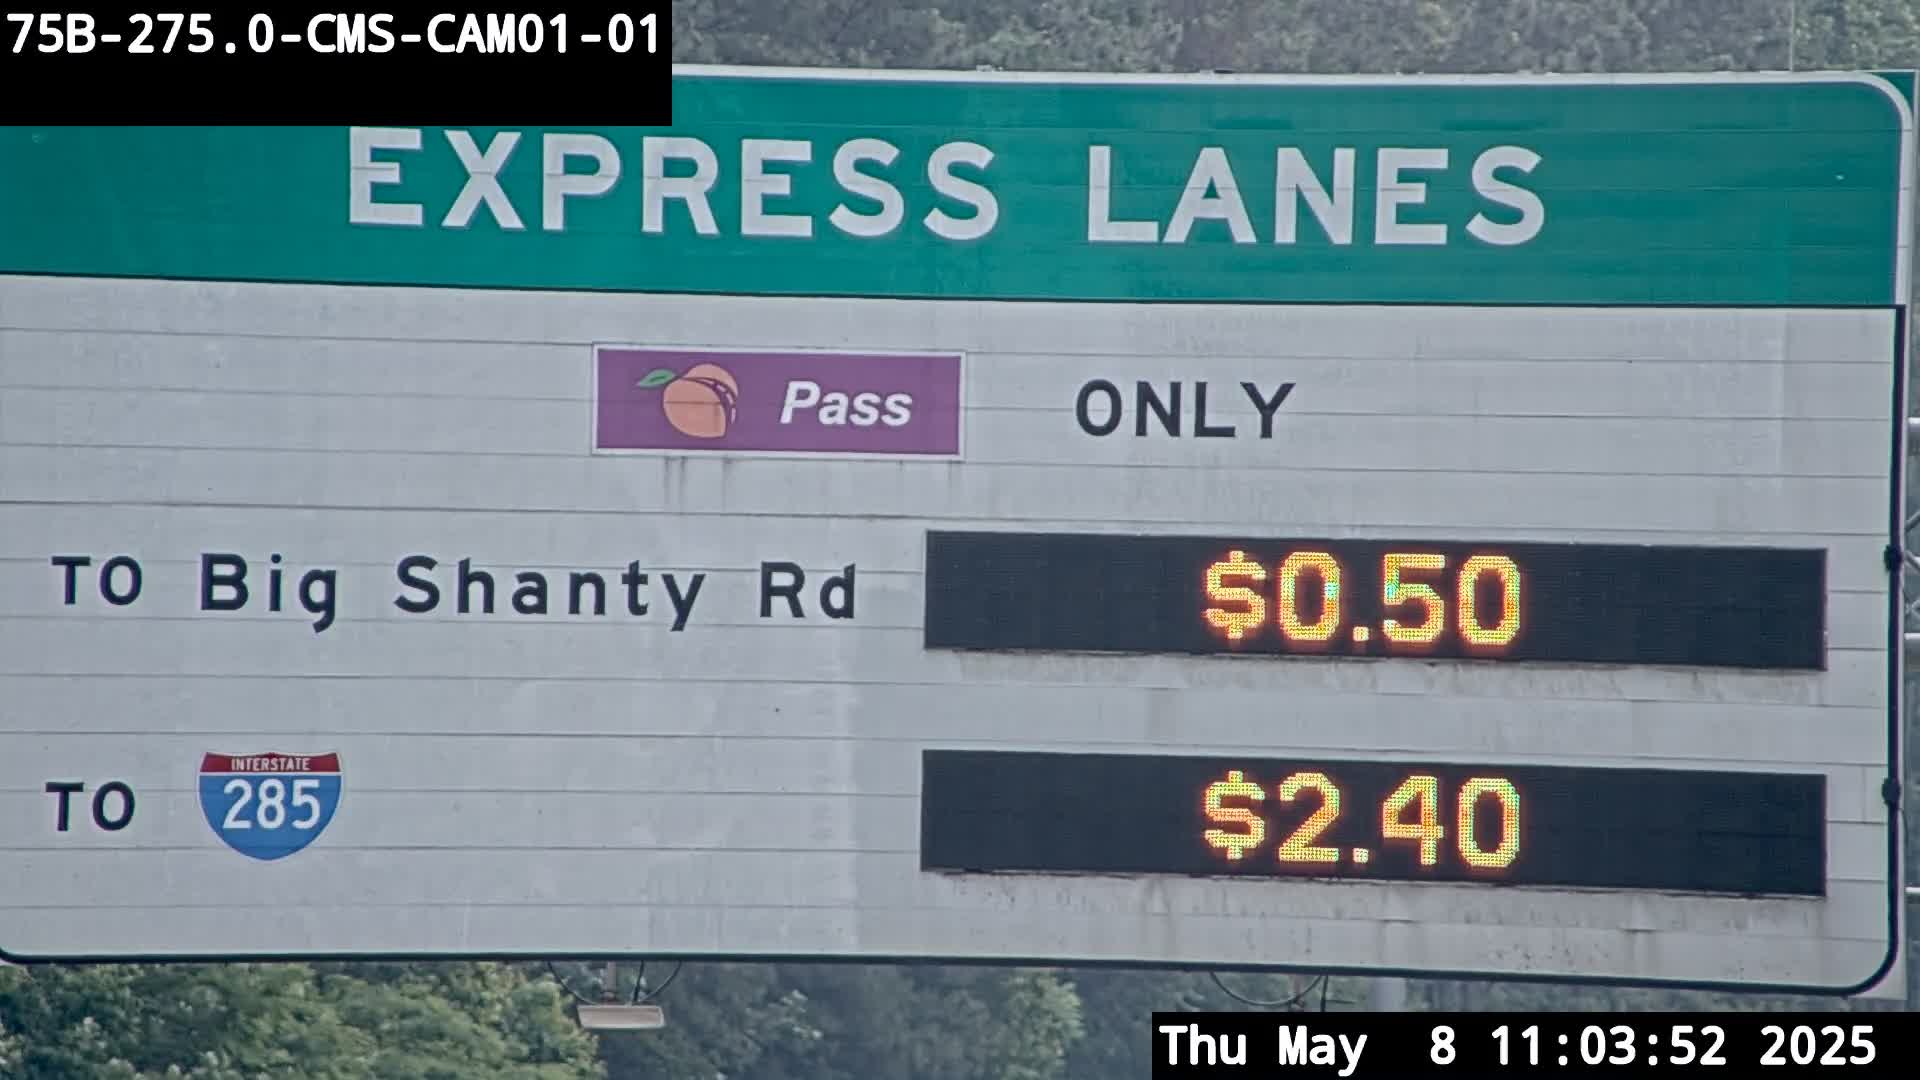 75B-275.0-CMS-CAM01-01
EXPRESS LANES
Pass ONLY
TO Big Shanty Rd $0.50
INTERSTATE
TO 285 $2.40
Thu May 8 11:03:52 2025